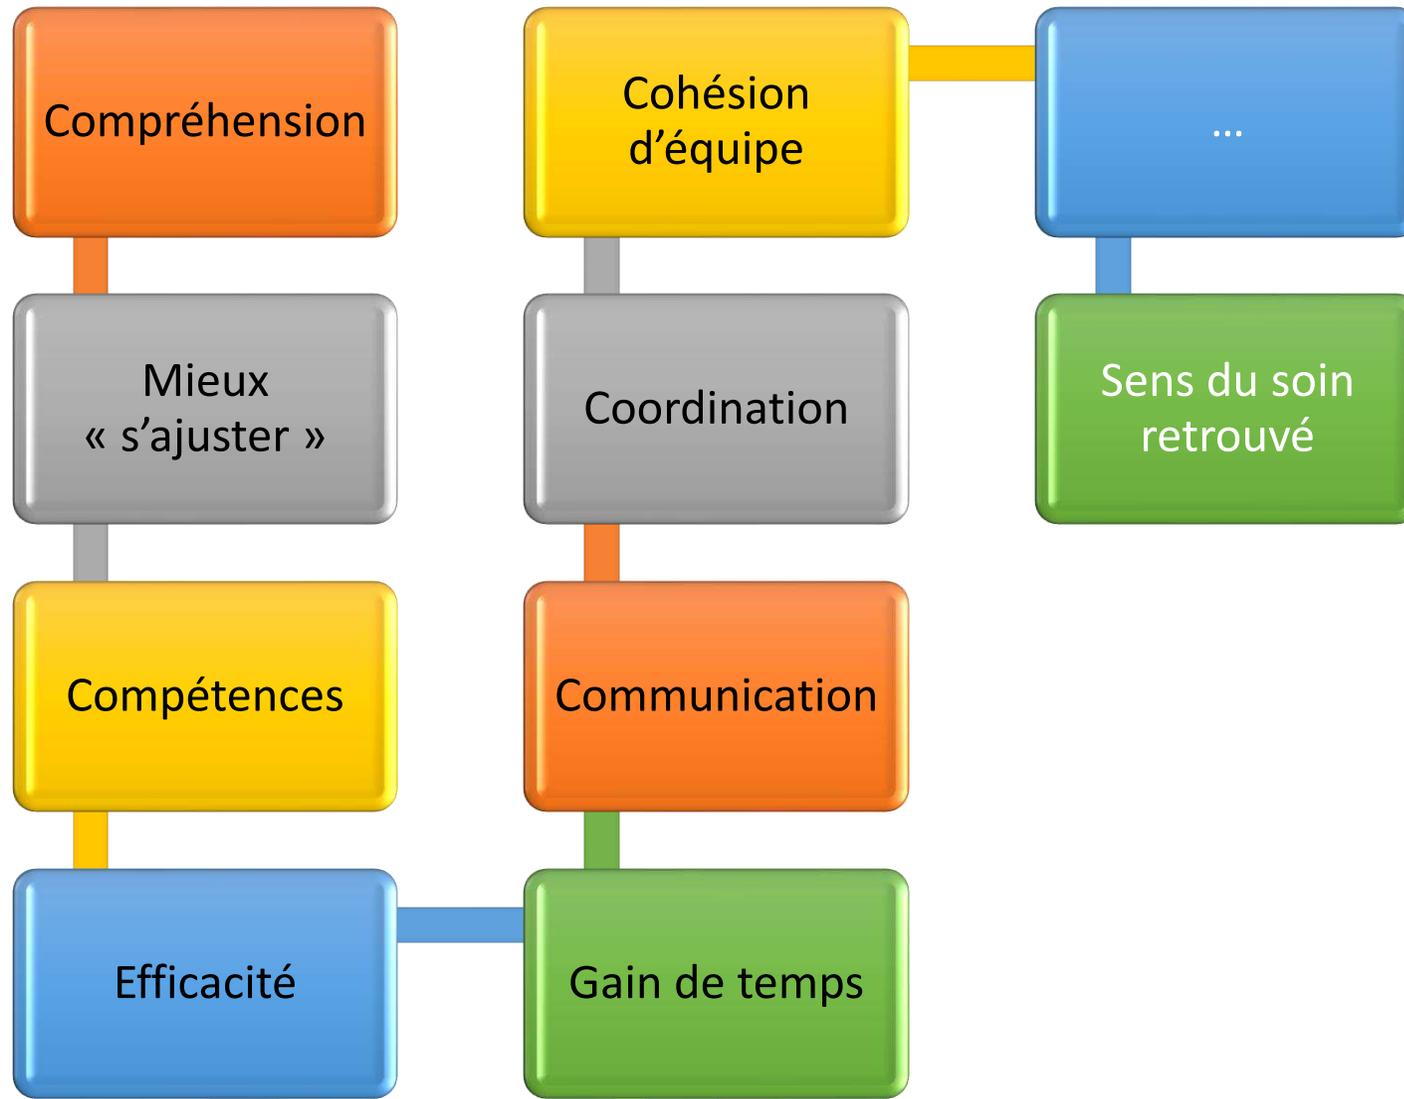 Compréhension
Mieux
« s’ajuster »
Compétences
Efficacité
Gain de temps
Communication
Coordination
Cohésion
d’équipe
...
Sens du soin
retrouvé